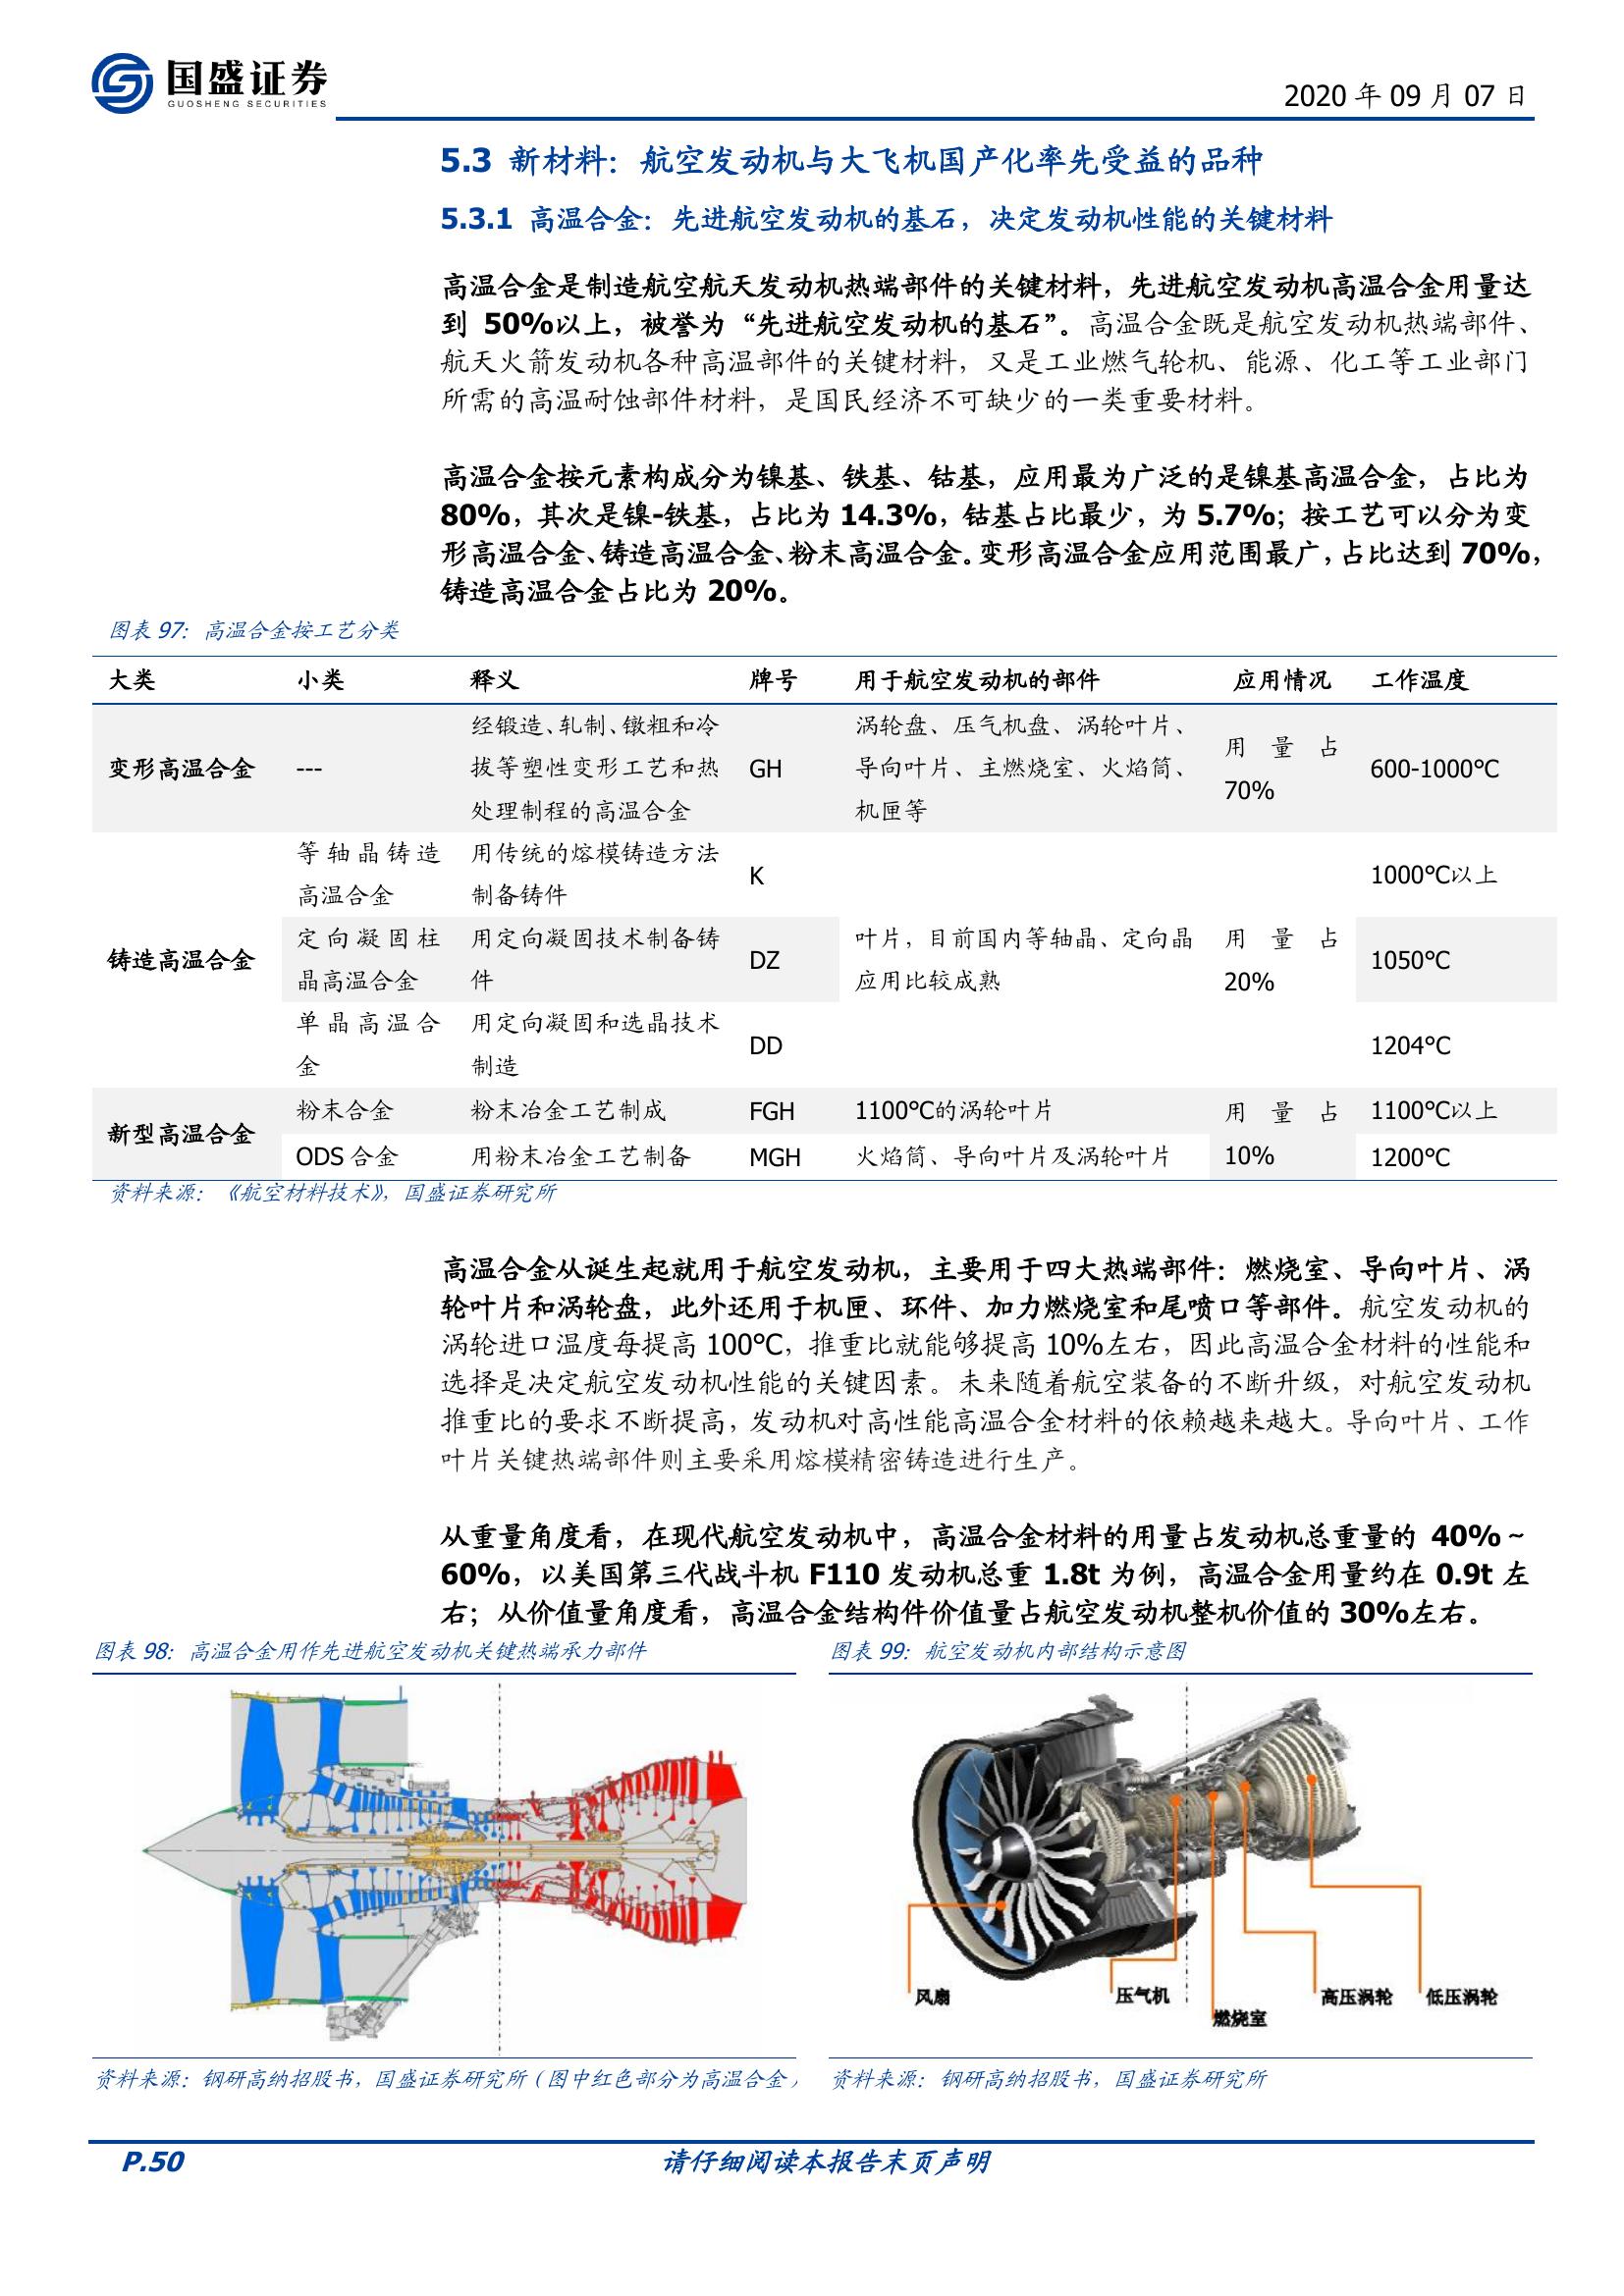 国盛证券
GUOSHENG SECURITIES
2020 年 09 月 07 日
5.3 新材料：航空发动机与大飞机国产化率先受益的品种
5.3.1 高温合金：先进航空发动机的基石，决定发动机性能的关键材料
高温合金是制造航空航天发动机热端部件的关键材料，先进航空发动机高温合金用量达
到 50%以上，被誉为“先进航空发动机的基石”。高温合金既是航空发动机热端部件、
航天火箭发动机各种高温部件的关键材料，又是工业燃气轮机、能源、化工等工业部门
所需的高温耐蚀部件材料，是国民经济不可缺少的一类重要材料。
高温合金按元素构成分为镍基、铁基、钴基，应用最为广泛的是镍基高温合金，占比为
80%，其次是镍-铁基，占比为 14.3%，钴基占比最少，为 5.7%；按工艺可以分为变
形高温合金、铸造高温合金、粉末高温合金。变形高温合金应用范围最广，占比达到 70%，
铸造高温合金占比为 20%。
图表 97：高温合金按工艺分类
大类 小类 释义 牌号 用于航空发动机的部件 应用情况 工作温度
变形高温合金 --- 经锻造、轧制、镦粗和冷
拔等塑性变形工艺和热
处理制程的高温合金 GH 涡轮盘、压气机盘、涡轮叶片、
导向叶片、主燃烧室、火焰筒、
机匣等 用量占
70% 600-1000℃
铸造高温合金 等轴晶铸造
高温合金 用传统的熔模铸造方法
制备铸件 K 1000℃以上
定向凝固柱
晶高温合金 用定向凝固技术制备铸
件 DZ 叶片，目前国内等轴晶、定向晶
应用比较成熟 用量占
20% 1050℃
单晶高温合
金 用定向凝固和选晶技术
制造 DD 1204℃
新型高温合金 粉末合金 粉末冶金工艺制成 FGH 1100℃的涡轮叶片 用量占
10% 1100℃以上
ODS 合金 用粉末冶金工艺制备 MGH 火焰筒、导向叶片及涡轮叶片 1200℃
资料来源：《航空材料技术》，国盛证券研究所
高温合金从诞生起就用于航空发动机，主要用于四大热端部件：燃烧室、导向叶片、涡
轮叶片和涡轮盘，此外还用于机匣、环件、加力燃烧室和尾喷口等部件。航空发动机的
涡轮进口温度每提高 100℃，推重比就能够提高 10%左右，因此高温合金材料的性能和
选择是决定航空发动机性能的关键因素。未来随着航空装备的不断升级，对航空发动机
推重比的要求不断提高，发动机对高性能高温合金材料的依赖越来越大。导向叶片、工作
叶片关键热端部件则主要采用熔模精密铸造进行生产。
从重量角度看，在现代航空发动机中，高温合金材料的用量占发动机总重量的 40%～
60%，以美国第三代战斗机 F110 发动机总重 1.8t 为例，高温合金用量约在 0.9t 左
右；从价值量角度看，高温合金结构件价值量占航空发动机整机价值的 30%左右。
图表 98：高温合金用作先进航空发动机关键热端承力部件
图表 99：航空发动机内部结构示意图
风扇
压气机
燃烧室
高压涡轮
低压涡轮
资料来源：钢研高纳招股书，国盛证券研究所（图中红色部分为高温合金）
资料来源：钢研高纳招股书，国盛证券研究所
P.50
请仔细阅读本报告末页声明